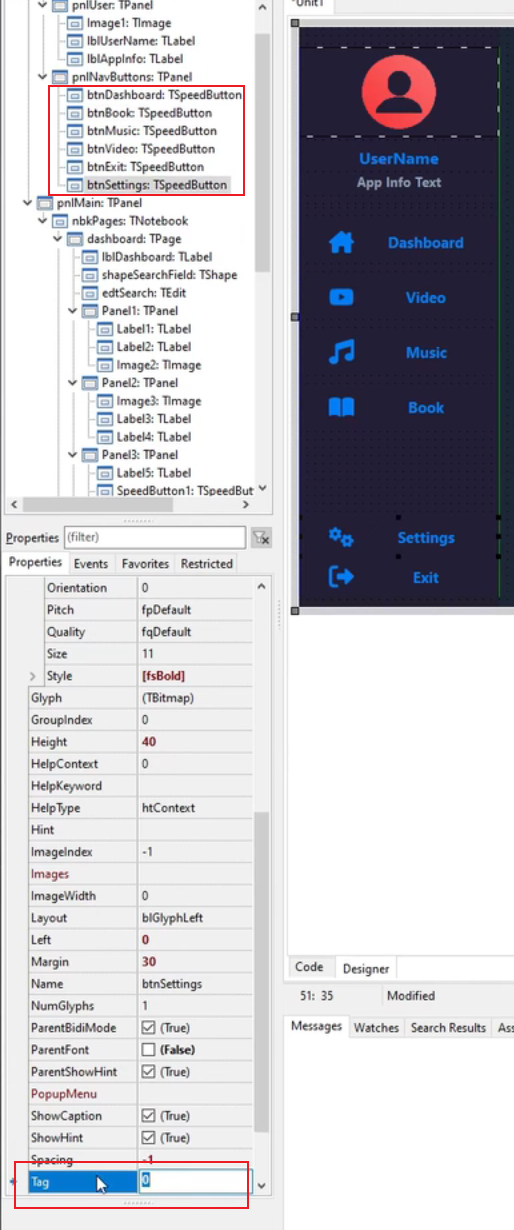 pnlUser: TPanel
Image1: TImage
lblUserName: TLabel
lblAppInfo: TLabel
pnlNavButtons: TPanel
btnDashboard: TSpeedButton
btnBook: TSpeedButton
btnMusic: TSpeedButton
btnVideo: TSpeedButton
btnExit: TSpeedButton
btnSettings: TSpeedButton
pnlMain: TPanel
nbkPages: TNotebook
dashboard: TPage
lblDashboard: TLabel
shapeSearchField: TShape
edtSearch: TEdit
Panel1: TPanel
Label1: TLabel
Label2: TLabel
Image2: TImage
Panel2: TPanel
Image3: TImage
Label3: TLabel
Label4: TLabel
Panel3: TPanel
Label5: TLabel
SpeedButton1: TSpeedBut
Properties (filter)
Properties Events Favorites Restricted
Orientation 0
Pitch fpDefault
Quality fqDefault
Size 11
Style [fsBold]
Glyph (TBitmap)
GroupIndex 0
Height 40
HelpContext 0
HelpKeyword
HelpType htContext
Hint
ImageIndex -1
Images
ImageWidth 0
Layout blGlyphLeft
Left 0
Margin 30
Name btnSettings
NumGlyphs 1
ParentBidiMode (True)
ParentFont (False)
ParentShowHint (True)
PopupMenu
ShowCaption (True)
ShowHint (True)
Spacing -1
Tag 0
*Unit1
UserName
App Info Text
Dashboard
Video
Music
Book
Settings
Exit
Code Designer
51: 35 Modified
Messages Watches Search Results Ass